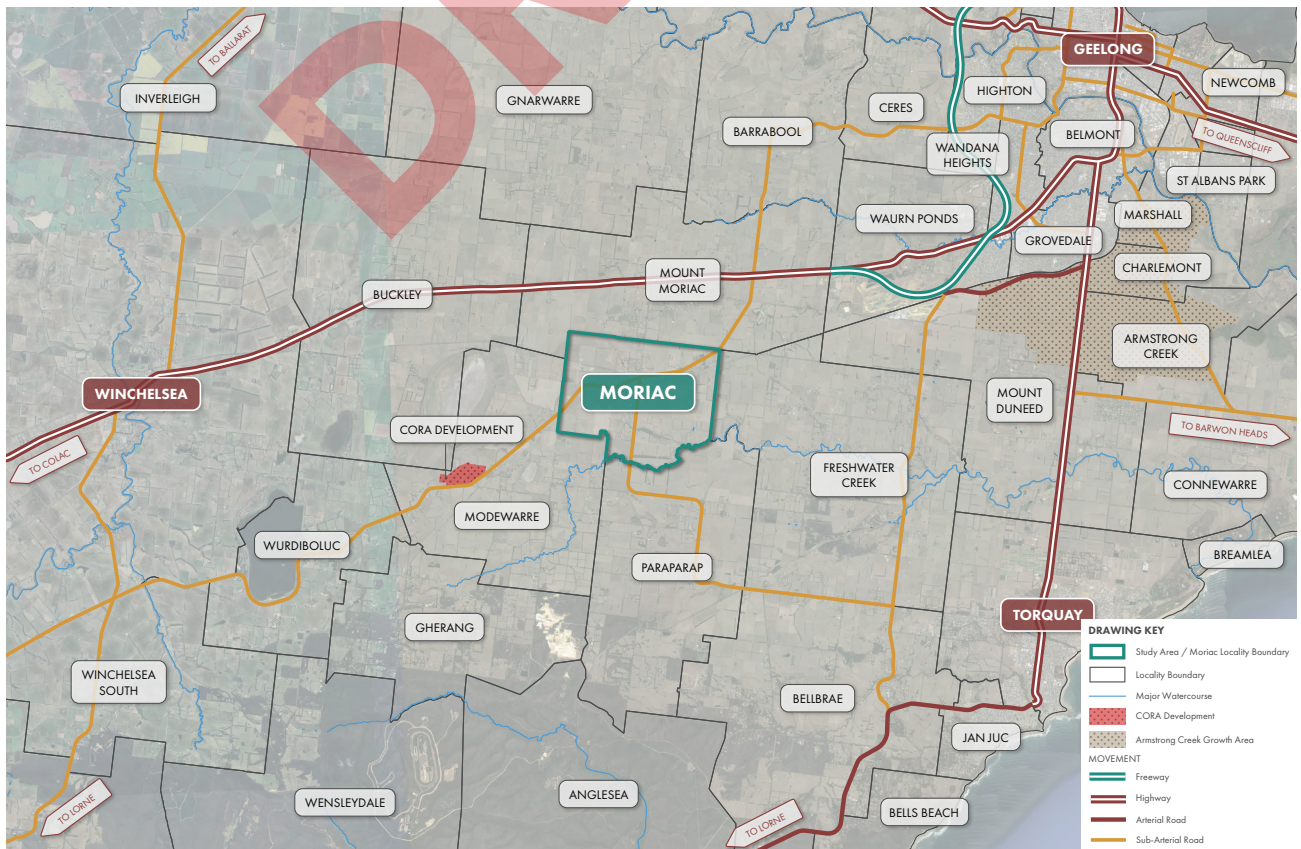 TO BALLARAT
INVERLEIGH
GNARWARRE
BARRABOOL
CERES
HIGHTON
GEELONG
NEWCOMB
BELMONT
TO QUEENSCLIFF
WANDANA
HEIGHTS
ST ALBANS PARK
WAURN PONDS
MARSHALL
GROVEDALE
CHARLEMONT
MOUNT
MORIAC
BUCKLEY
ARMSTRONG
CREEK
WINCHELSEA
MORIAC
MOUNT
DUNEED
CORA DEVELOPMENT
TO BARWON HEADS
TO COLAC
FRESHWATER
CREEK
CONNEWARRE
MODEWARRE
WURDIBOLUC
BREAMLEA
PARAPARAP
GHERANG
TORQUAY
WINCHELSEA
SOUTH
BELLBRAE
JAN JUC
WENSLEYDALE
ANGLESEA
BELLS BEACH
TO LORNE
TO LORNE
DRAWING KEY
Study Area / Moriac Locality Boundary
Locality Boundary
Major Watercourse
CORA Development
Armstrong Creek Growth Area
MOVEMENT
Freeway
Highway
Arterial Road
Sub-Arterial Road